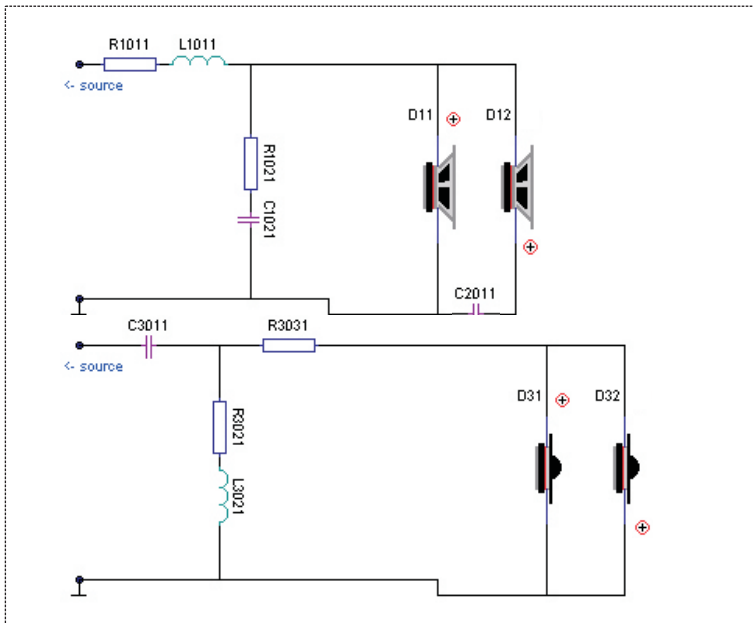 R1011
L1011
<- source
D11
D12
R1021
C1021
C2011
C3011
R3031
<- source
D31
D32
R3021
L3021